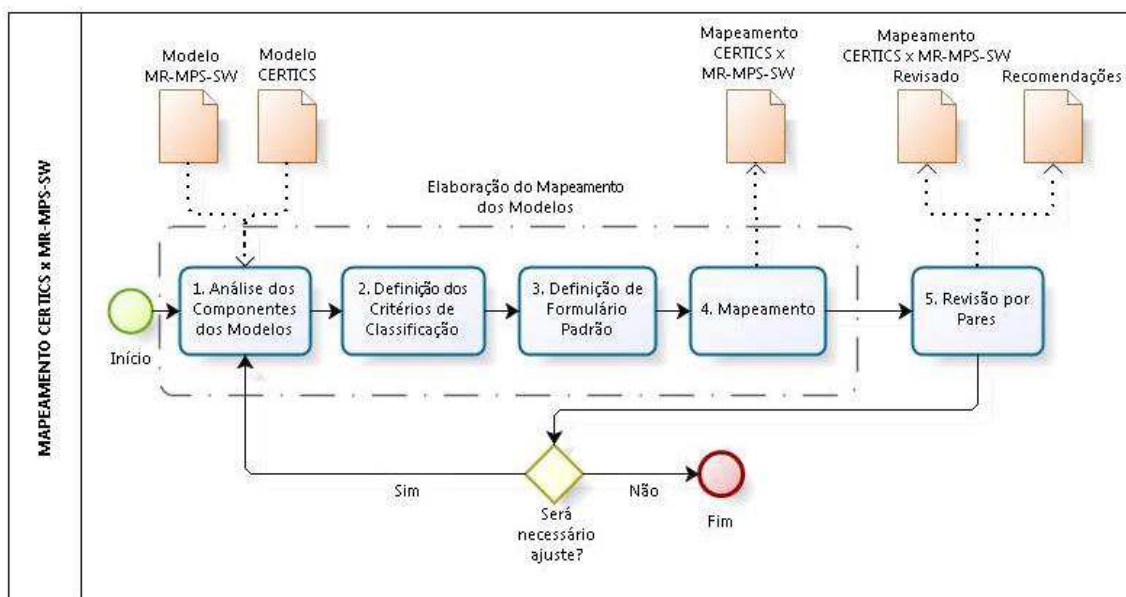 MAPEAMENTO CERTICS x MR-MPS-SW
Modelo
MR-MPS-SW
Modelo
CERTICS
Mapeamento
CERTICS x
MR-MPS-SW
Mapeamento
CERTICS x MR-MPS-SW
Revisado
Recomendações
Elaboração do Mapeamento
dos Modelos
Início
1. Análise dos
Componentes
dos Modelos
2. Definição dos
Critérios de
Classificação
3. Definição de
Formulário
Padrão
4. Mapeamento
5. Revisão por
Pares
Sim
Será
necessário
ajuste?
Não
Fim